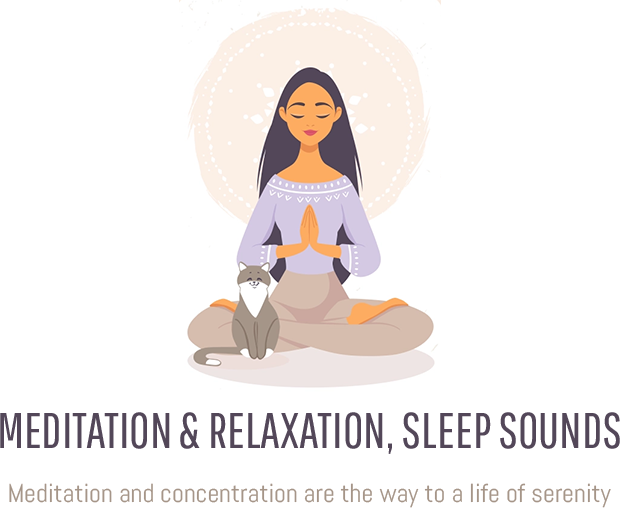 MEDITATION & RELAXATION, SLEEP SOUNDS
Meditation and concentration are the way to a life of serenity